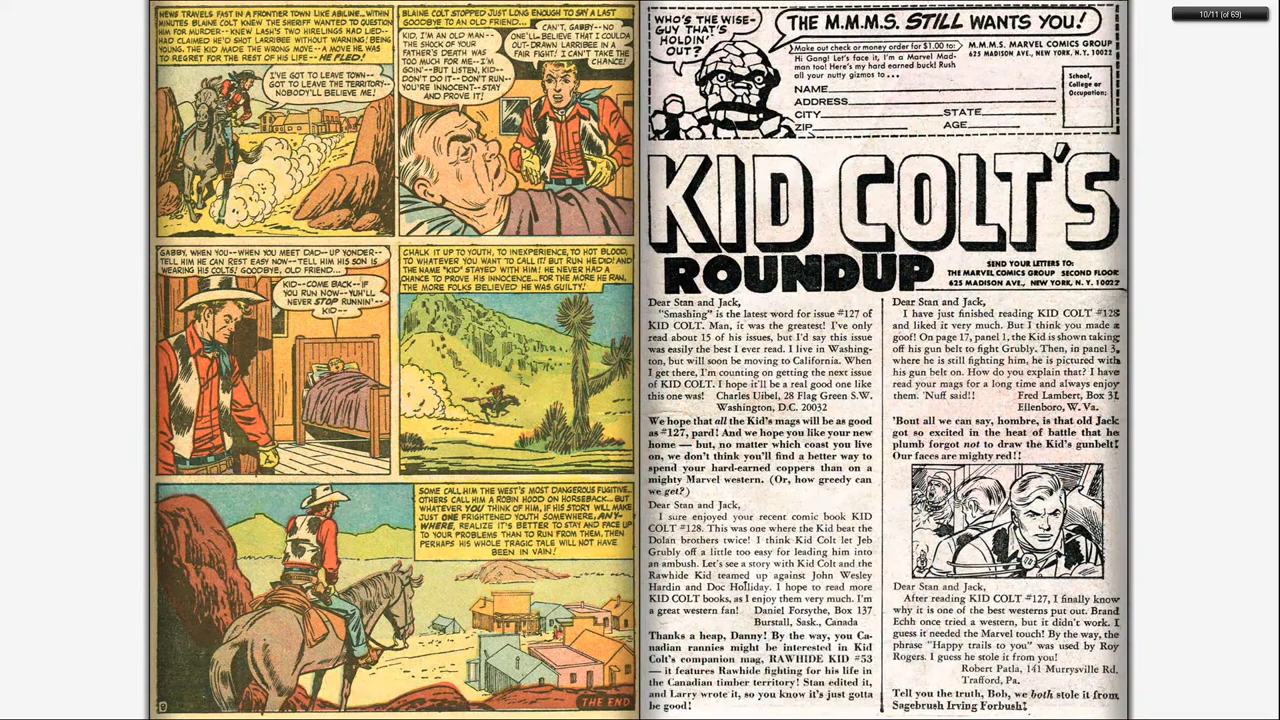 10/11 (of 69)
NEWS TRAVELS FAST IN A FRONTIER TOWN LIKE ABILINE...WITHIN
MINUTES BLAINE COLT KNEW THE SHERIFF WANTED TO QUESTION
HIM FOR MURDER--KNEW LASH'S TWO HIRELINGS HAD LIED--
HAD CLAIMED HE'D SHOT LARRIBEE WITHOUT WARNING! BEING
YOUNG, THE KID MADE THE WRONG MOVE--A MOVE HE WAS
TO REGRET FOR THE REST OF HIS LIFE--HE FLED!
I'VE GOT TO LEAVE TOWN--
GOT TO LEAVE THE TERRITORY--
NOBODY'LL BELIEVE ME!
BLAINE COLT STOPPED JUST LONG ENOUGH TO SAY A LAST
GOODBYE TO AN OLD FRIEND...
KID, I'M AN OLD MAN--
THE SHOCK OF YOUR
FATHER'S DEATH WAS
TOO MUCH FOR ME--I'M
GOIN'--BUT LISTEN, KID--
DON'T DO IT--DON'T RUN--
YOU'RE INNOCENT--STAY
AND PROVE IT!
CAN'T, GABBY--NO
ONE'LL BELIEVE THAT I COULDA
OUT-DRAWN LARRIBEE IN A
FAIR FIGHT! I CAN'T TAKE THE
CHANCE!
GABBY, WHEN YOU--WHEN YOU MEET DAD--UP YONDER--
TELL HIM HE CAN REST EASY NOW--TELL HIM HIS SON IS
WEARING HIS COLTS! GOODBYE, OLD FRIEND...
KID--COME BACK--IF
YOU RUN NOW--YUH'LL
NEVER STOP RUNNIN'--
KID--
CHALK IT UP TO YOUTH, TO INEXPERIENCE, TO HOT BLOOD,
TO WHATEVER YOU WANT TO CALL IT! BUT RUN HE DID! AND
THE NAME "KID" STAYED WITH HIM! HE NEVER HAD A
CHANCE TO PROVE HIS INNOCENCE...FOR THE MORE HE RAN,
THE MORE FOLKS BELIEVED HE WAS GUILTY!
SOME CALL HIM THE WEST'S MOST DANGEROUS FUGITIVE...
OTHERS CALL HIM A ROBIN HOOD ON HORSEBACK...BUT
WHATEVER YOU THINK OF HIM, IF HIS STORY WILL MAKE
JUST ONE FRIGHTENED YOUTH SOMEWHERE, ANY-
WHERE, REALIZE IT'S BETTER TO STAY AND FACE UP
TO YOUR PROBLEMS THAN TO RUN FROM THEM, THEN
PERHAPS HIS WHOLE TRAGIC TALE WILL NOT HAVE
BEEN IN VAIN!
THE END
WHO'S THE WISE-
GUY THAT'S
HOLDIN'
OUT?
THE M.M.M.S. STILL WANTS YOU!
Make out check or money order for $1.00 to:
M.M.M.S. MARVEL COMICS GROUP
625 MADISON AVE., NEW YORK, N.Y. 10022
Hi Gang! Let's face it, I'm a Marvel Mad-
man too! Here's my hard earned buck! Rush
all your nutty gizmos to...
NAME
ADDRESS
CITY STATE
ZIP AGE
School,
College or
Occupation:
KID COLT'S
ROUNDUP
SEND YOUR LETTERS TO:
THE MARVEL COMICS GROUP SECOND FLOOR
625 MADISON AVE., NEW YORK, N. Y. 10022
Dear Stan and Jack,
"Smashing" is the latest word for issue #127 of
KID COLT. Man, it was the greatest! I've only
read about 15 of his issues, but I'd say this issue
was easily the best I ever read. I live in Washing-
ton, but will soon be moving to California. When
I get there, I'm counting on getting the next issue
of KID COLT. I hope it'll be a real good one like
this one was! Charles Uibel, 28 Flag Green S.W.
Washington, D.C. 20032
We hope that all the Kid's mags will be as good
as #127, pard! And we hope you like your new
home — but, no matter which coast you live
on, we don't think you'll find a better way to
spend your hard-earned coppers than on a
mighty Marvel western. (Or, how greedy can
we get?)
Dear Stan and Jack,
I sure enjoyed your recent comic book KID
COLT #128. This was one where the Kid beat the
Dolan brothers twice! I think Kid Colt let Jeb
Grubly off a little too easy for leading him into
an ambush. Let's see a story with Kid Colt and the
Rawhide Kid teamed up against John Wesley
Hardin and Doc Holliday. I hope to read more
KID COLT books, as I enjoy them very much. I'm
a great western fan! Daniel Forsythe, Box 137
Burstall, Sask., Canada
Thanks a heap, Danny! By the way, you Ca-
nadian rannies might be interested in Kid
Colt's companion mag, RAWHIDE KID #53
— it features Rawhide fighting for his life in
the Canadian timber territory! Stan edited it,
and Larry wrote it, so you know it's just gotta
be good!
Dear Stan and Jack,
I have just finished reading KID COLT #128
and liked it very much. But I think you made a
goof! On page 17, panel 1, the Kid is shown taking
off his gun belt to fight Grubly. Then, in panel 3,
where he is still fighting him, he is pictured with
his gun belt on. How do you explain that? I have
read your mags for a long time and always enjoy
them. 'Nuff said!! Fred Lambert, Box 31
Ellenboro, W. Va.
'Bout all we can say, hombre, is that old Jack
got so excited in the heat of battle that he
plumb forgot not to draw the Kid's gunbelt!
Our faces are mighty red!!
Dear Stan and Jack,
After reading KID COLT #127, I finally know
why it is one of the best westerns put out. Brand
Echh once tried a western, but it didn't work. I
guess it needed the Marvel touch! By the way, the
phrase "Happy trails to you" was used by Roy
Rogers. I guess he stole it from you!
Robert Patla, 141 Murrysville Rd.
Trafford, Pa.
Tell you the truth, Bob, we both stole it from
Sagebrush Irving Forbush!